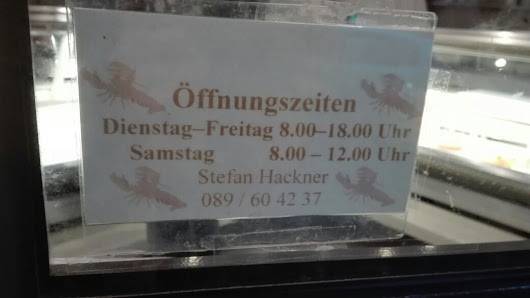 Öffnungszeiten
Dienstag–Freitag 8.00–18.00 Uhr
Samstag 8.00 – 12.00 Uhr
Stefan Hackner
089 / 60 42 37